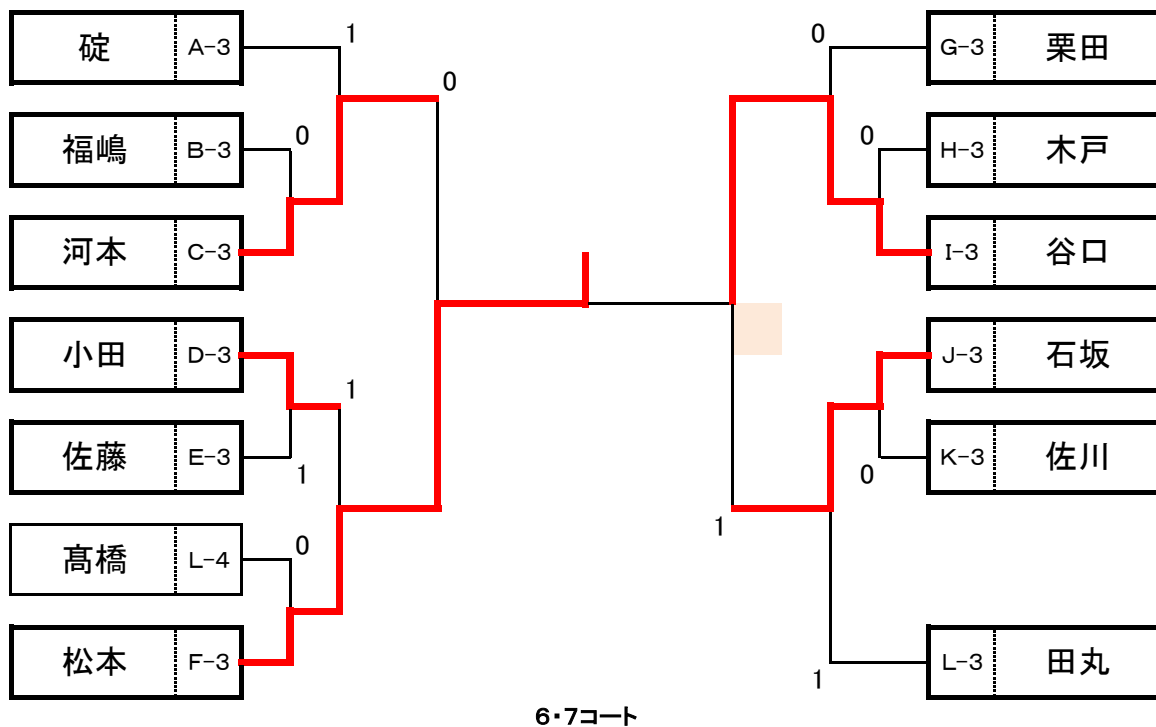 碇 A-3
1
0
福嶋 B-3
0
河本 C-3
小田 D-3
1
佐藤 E-3
1
髙橋 L-4
0
松本 F-3
0
G-3 栗田
0
H-3 木戸
I-3 谷口
J-3 石坂
K-3 佐川
0
1
L-3 田丸
1
6・7コート